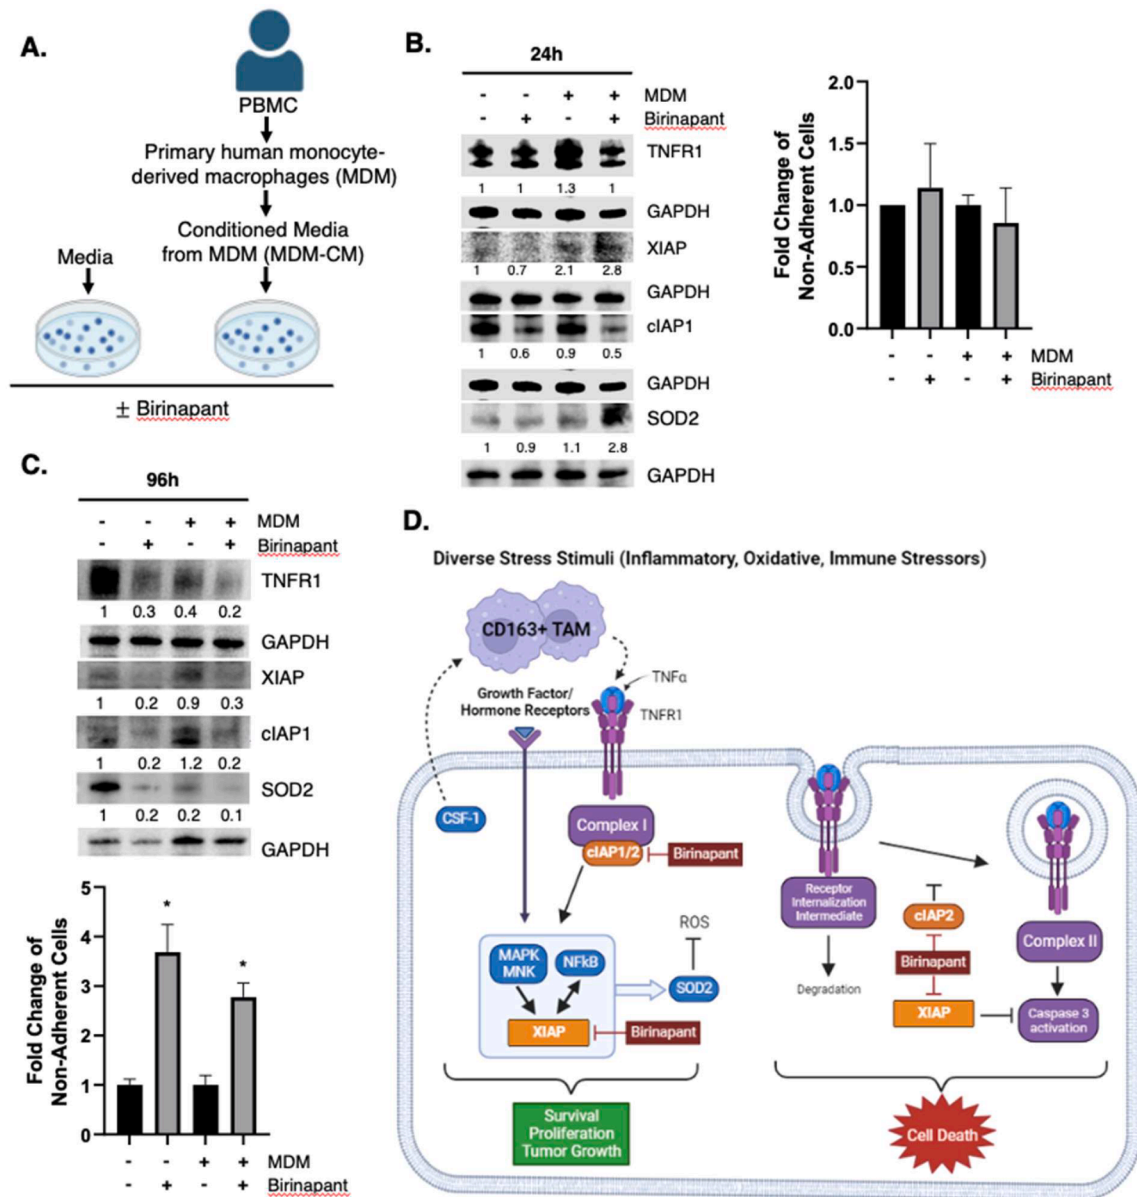 A.
PBMC
Primary human monocyte-
derived macrophages (MDM)
Conditioned Media
from MDM (MDM-CM)
Media
± Birinapant
B.
24h
- - + + MDM
- + - + Birinapant
TNFR1
1 1 1.3 1
GAPDH
XIAP
1 0.7 2.1 2.8
GAPDH
cIAP1
1 0.6 0.9 0.5
GAPDH
SOD2
1 0.9 1.1 2.8
GAPDH
Fold Change of
Non-Adherent Cells
2.0
1.5
1.0
0.5
0.0
- - + + MDM
- + - + Birinapant
C.
96h
- - + + MDM
- + - + Birinapant
TNFR1
1 0.3 0.4 0.2
GAPDH
XIAP
1 0.2 0.9 0.3
cIAP1
1 0.2 1.2 0.2
SOD2
1 0.2 0.2 0.1
GAPDH
Fold Change of
Non-Adherent Cells
5
4
3
2
1
0
* *
- - + + MDM
- + - + Birinapant
D.
Diverse Stress Stimuli (Inflammatory, Oxidative, Immune Stressors)
CD163+ TAM
TNFα
Growth Factor/
Hormone Receptors
TNFR1
CSF-1
Complex I
cIAP1/2
Birinapant
MAPK
MNK
NFkB
XIAP
Birinapant
ROS
SOD2
Survival
Proliferation
Tumor Growth
Receptor
Internalization
Intermediate
Degradation
cIAP2
Birinapant
XIAP
Complex II
Caspase 3
activation
Cell Death